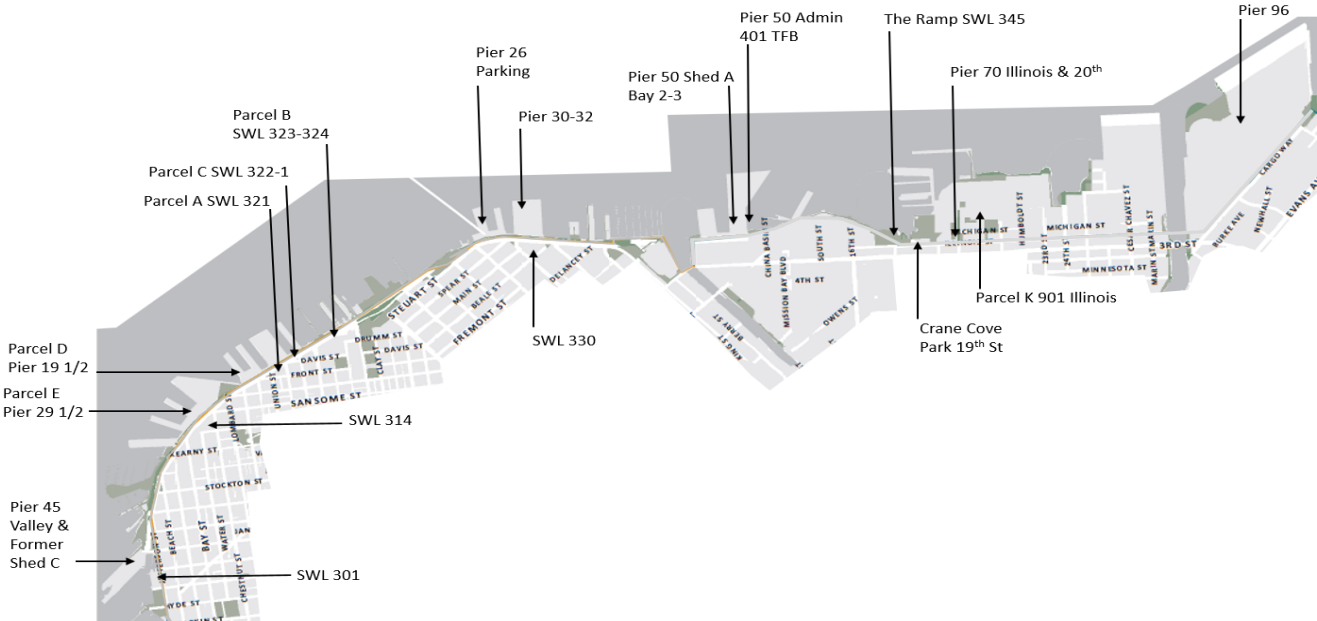 Pier 96
Pier 50 Admin
401 TFB
The Ramp SWL 345
Pier 26
Parking
Pier 50 Shed A
Bay 2-3
Pier 70 Illinois & 20th
Parcel B
SWL 323-324
Pier 30-32
Parcel C SWL 322-1
Parcel A SWL 321
CARGO WAY
EVANS
NEWHALL ST
BURKE AVE
3RD ST
MARIN ST
CESAR CHAVEZ ST
MICHIGAN ST
MINNESOTA ST
24TH ST
23RD ST
HUMBOLDT ST
16TH ST
SOUTH ST
CHINA BASIN ST
MISSION BAY BLVD
4TH ST
OWENS ST
BERRY ST
KING ST
DELANCEY ST
STEUART ST
SPEAR ST
MAIN ST
BEALE ST
FREMONT ST
Parcel K 901 Illinois
Crane Cove
Park 19th St
SWL 330
Parcel D
Pier 19 1/2
DRUMM ST
DAVIS ST
CLAY ST
DAVIS ST
FRONT ST
UNION ST
SANSOME ST
LOMBARD S
Parcel E
Pier 29 1/2
SWL 314
KEARNY ST
STOCKTON ST
Pier 45
Valley &
Former
Shed C
BEACH ST
BAY ST
WATER ST
CHESTNUT ST
SWL 301
HYDE ST